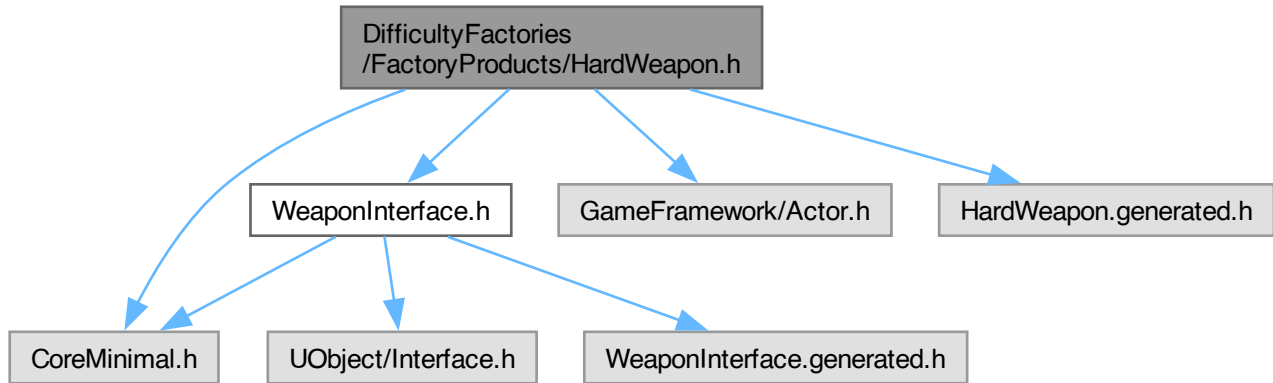 DifficultyFactories
/FactoryProducts/HardWeapon.h
WeaponInterface.h
GameFramework/Actor.h
HardWeapon.generated.h
CoreMinimal.h
UObject/Interface.h
WeaponInterface.generated.h